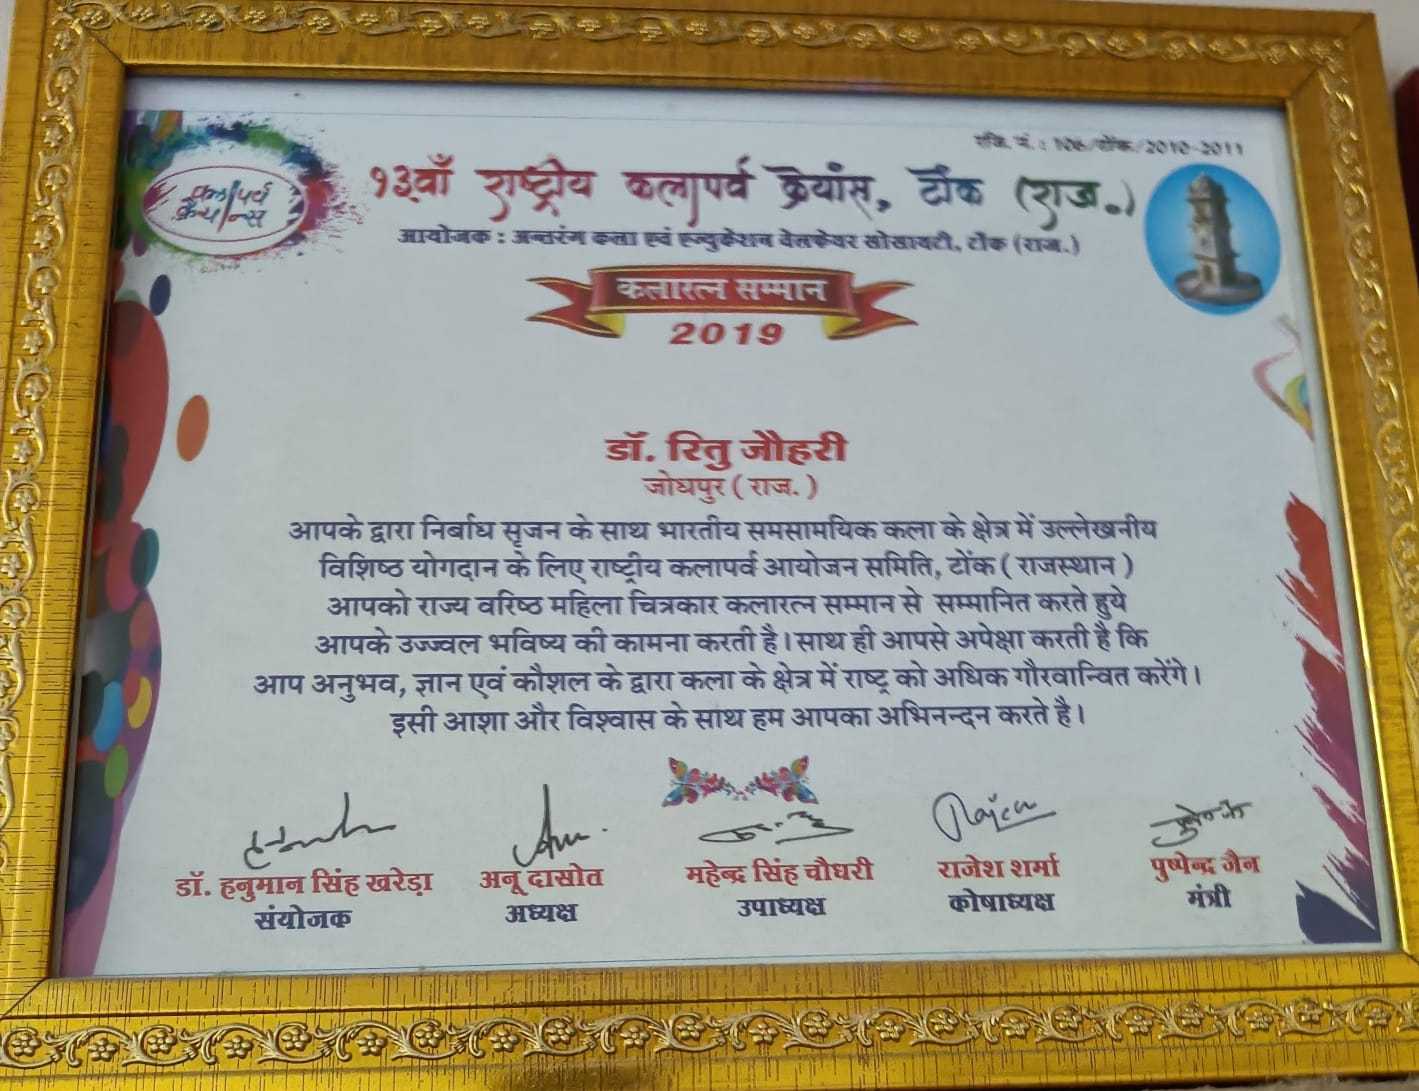 रजि. नं. : 106/टोंक/2010-2011
कलापर्व
क्रेयॉन्स
१३वाँ राष्ट्रीय कलापर्व क्रेयांस, टोंक (राज.)
आयोजक : अन्तरंग कला एवं एज्युकेशन वेलफेयर सोसायटी, टोंक (राज.)
कलारत्न सम्मान
2019
डॉ. रितु जौहरी
जोधपुर ( राज. )
आपके द्वारा निर्बाध सृजन के साथ भारतीय समसामयिक कला के क्षेत्र में उल्लेखनीय
विशिष्ठ योगदान के लिए राष्ट्रीय कलापर्व आयोजन समिति, टोंक ( राजस्थान )
आपको राज्य वरिष्ठ महिला चित्रकार कलारत्न सम्मान से सम्मानित करते हुये
आपके उज्ज्वल भविष्य की कामना करती है। साथ ही आपसे अपेक्षा करती है कि
आप अनुभव, ज्ञान एवं कौशल के द्वारा कला के क्षेत्र में राष्ट्र को अधिक गौरवान्वित करेंगे।
इसी आशा और विश्वास के साथ हम आपका अभिनन्दन करते है।
डॉ. हनुमान सिंह खरेड़ा अनू दासोत महेन्द्र सिंह चौधरी राजेश शर्मा पुष्पेन्द्र जैन
संयोजक अध्यक्ष उपाध्यक्ष कोषाध्यक्ष मंत्री